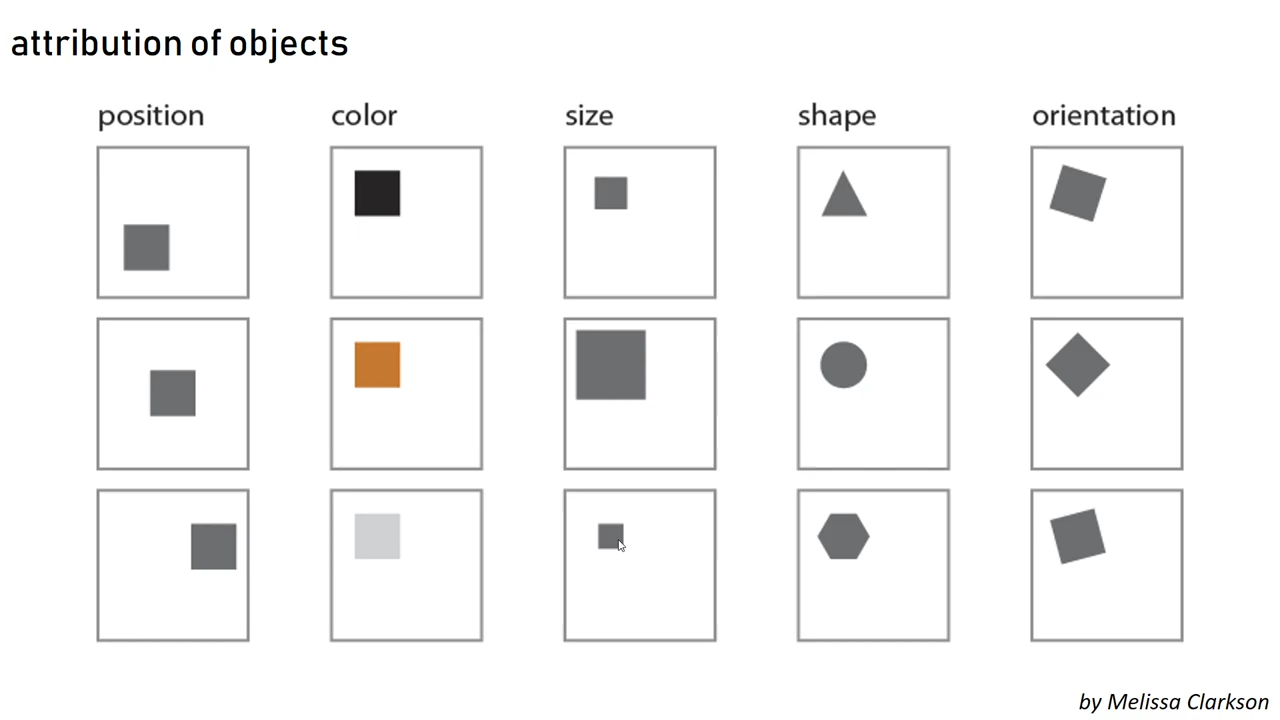 attribution of objects
position color size shape orientation
by Melissa Clarkson